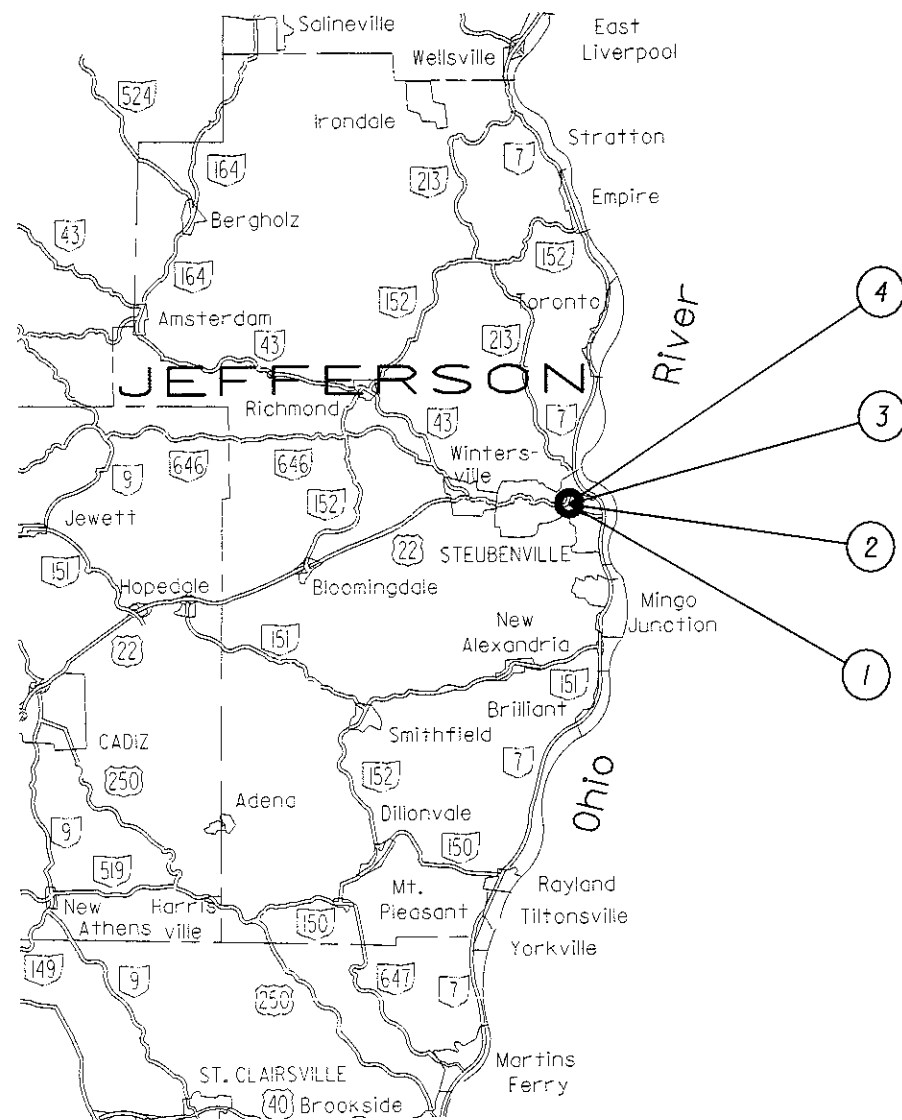 Salineville
East
Liverpool
Wellsville
524
Irondale
Stratton
164
7
213
Empire
Bergholz
43
152
164
152
Toronto
4
Amsterdam
213
River
43
JEFFERSON
Richmond
7
3
43
Winters-
ville
9
646
646
152
Jewett
2
STEUBENVILLE
22
151
Hopedale
Bloomingdale
Mingo
Junction
New
Alexandria
22
151
1
151
Brilliant
Smithfield
CADIZ
7
152
250
Ohio
Adena
Dillonvale
9
150
519
Mt.
Pleasant
Rayland
New
Athens
Harris
ville
Tiltonsville
150
Yorkville
149
9
647
250
7
Martins
Ferry
ST. CLAIRSVILLE
40
Brookside